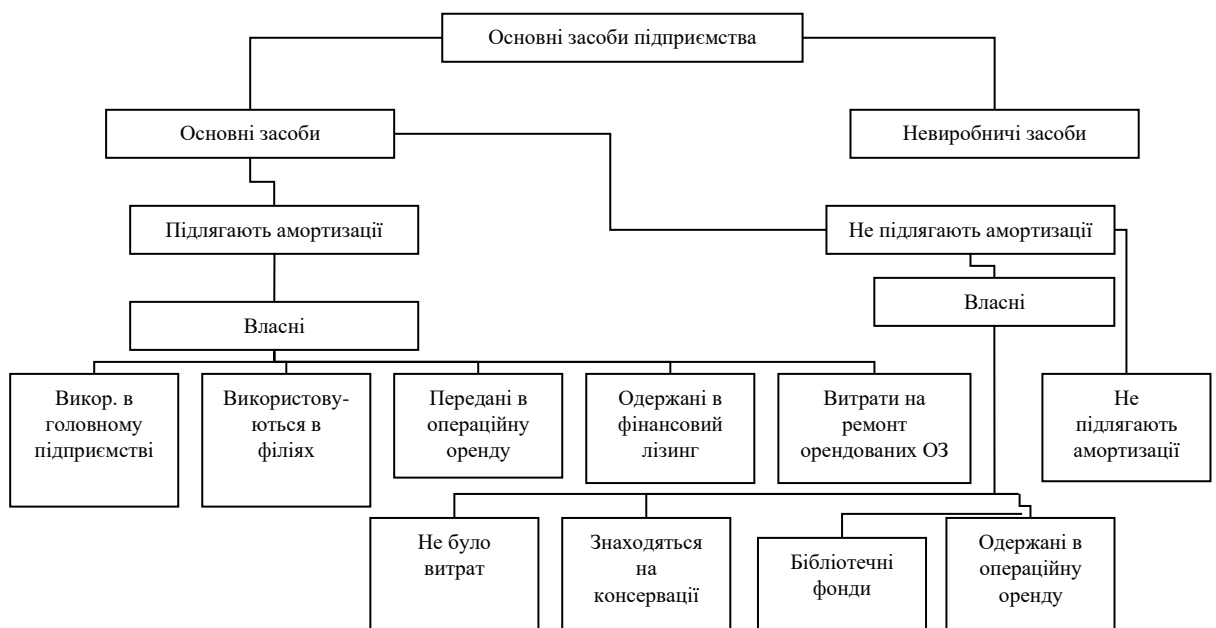 Основні засоби підприємства
Основні засоби
Невиробничі засоби
Підлягають амортизації
Не підлягають амортизації
Власні
Власні
Викор. в
головному
підприємстві
Використову-
ються в
філіях
Передані в
операційну
оренду
Одержані в
фінансовий
лізинг
Витрати на
ремонт
орендованих ОЗ
Не
підлягають
амортизації
Не було
витрат
Знаходяться
на
консервації
Бібліотечні
фонди
Одержані в
операційну
оренду